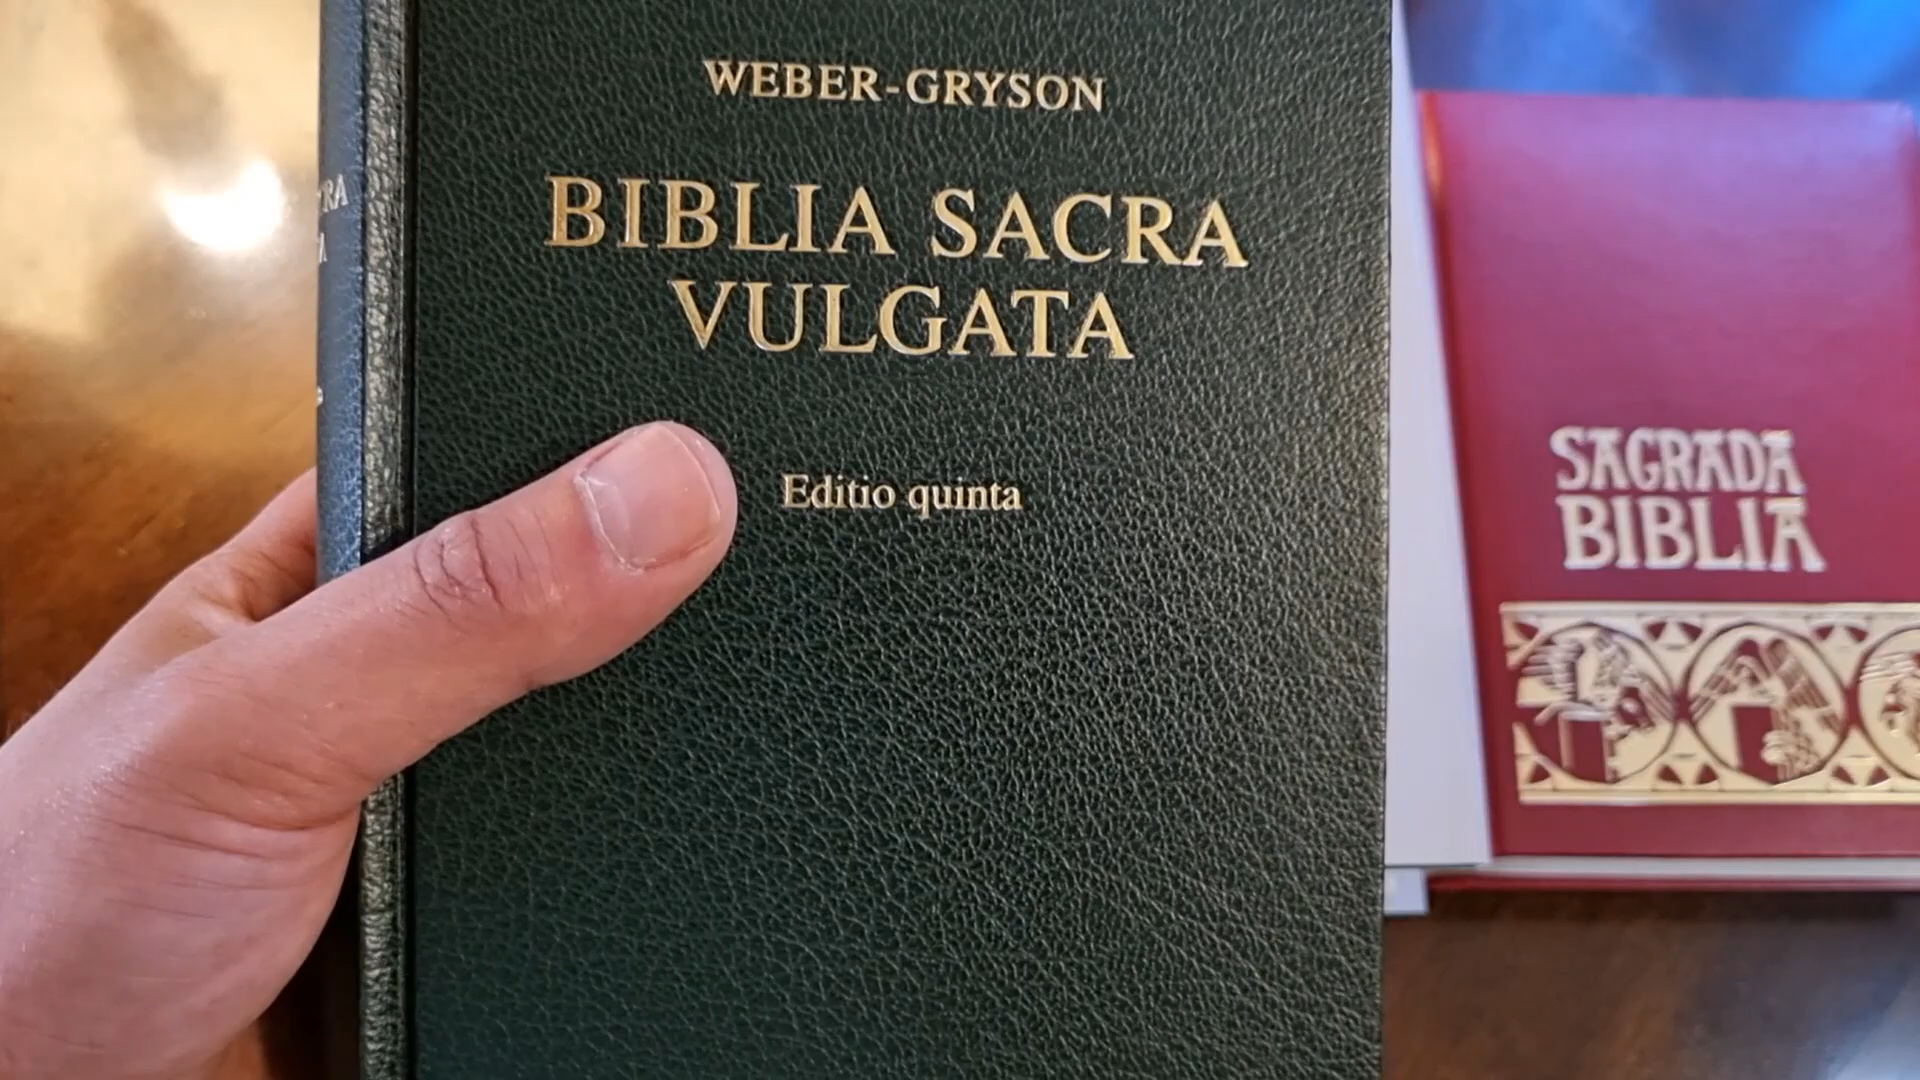 WEBER-GRYSON
BIBLIA SACRA
VULGATA
Editio quinta
SAGRADA
BIBLIA